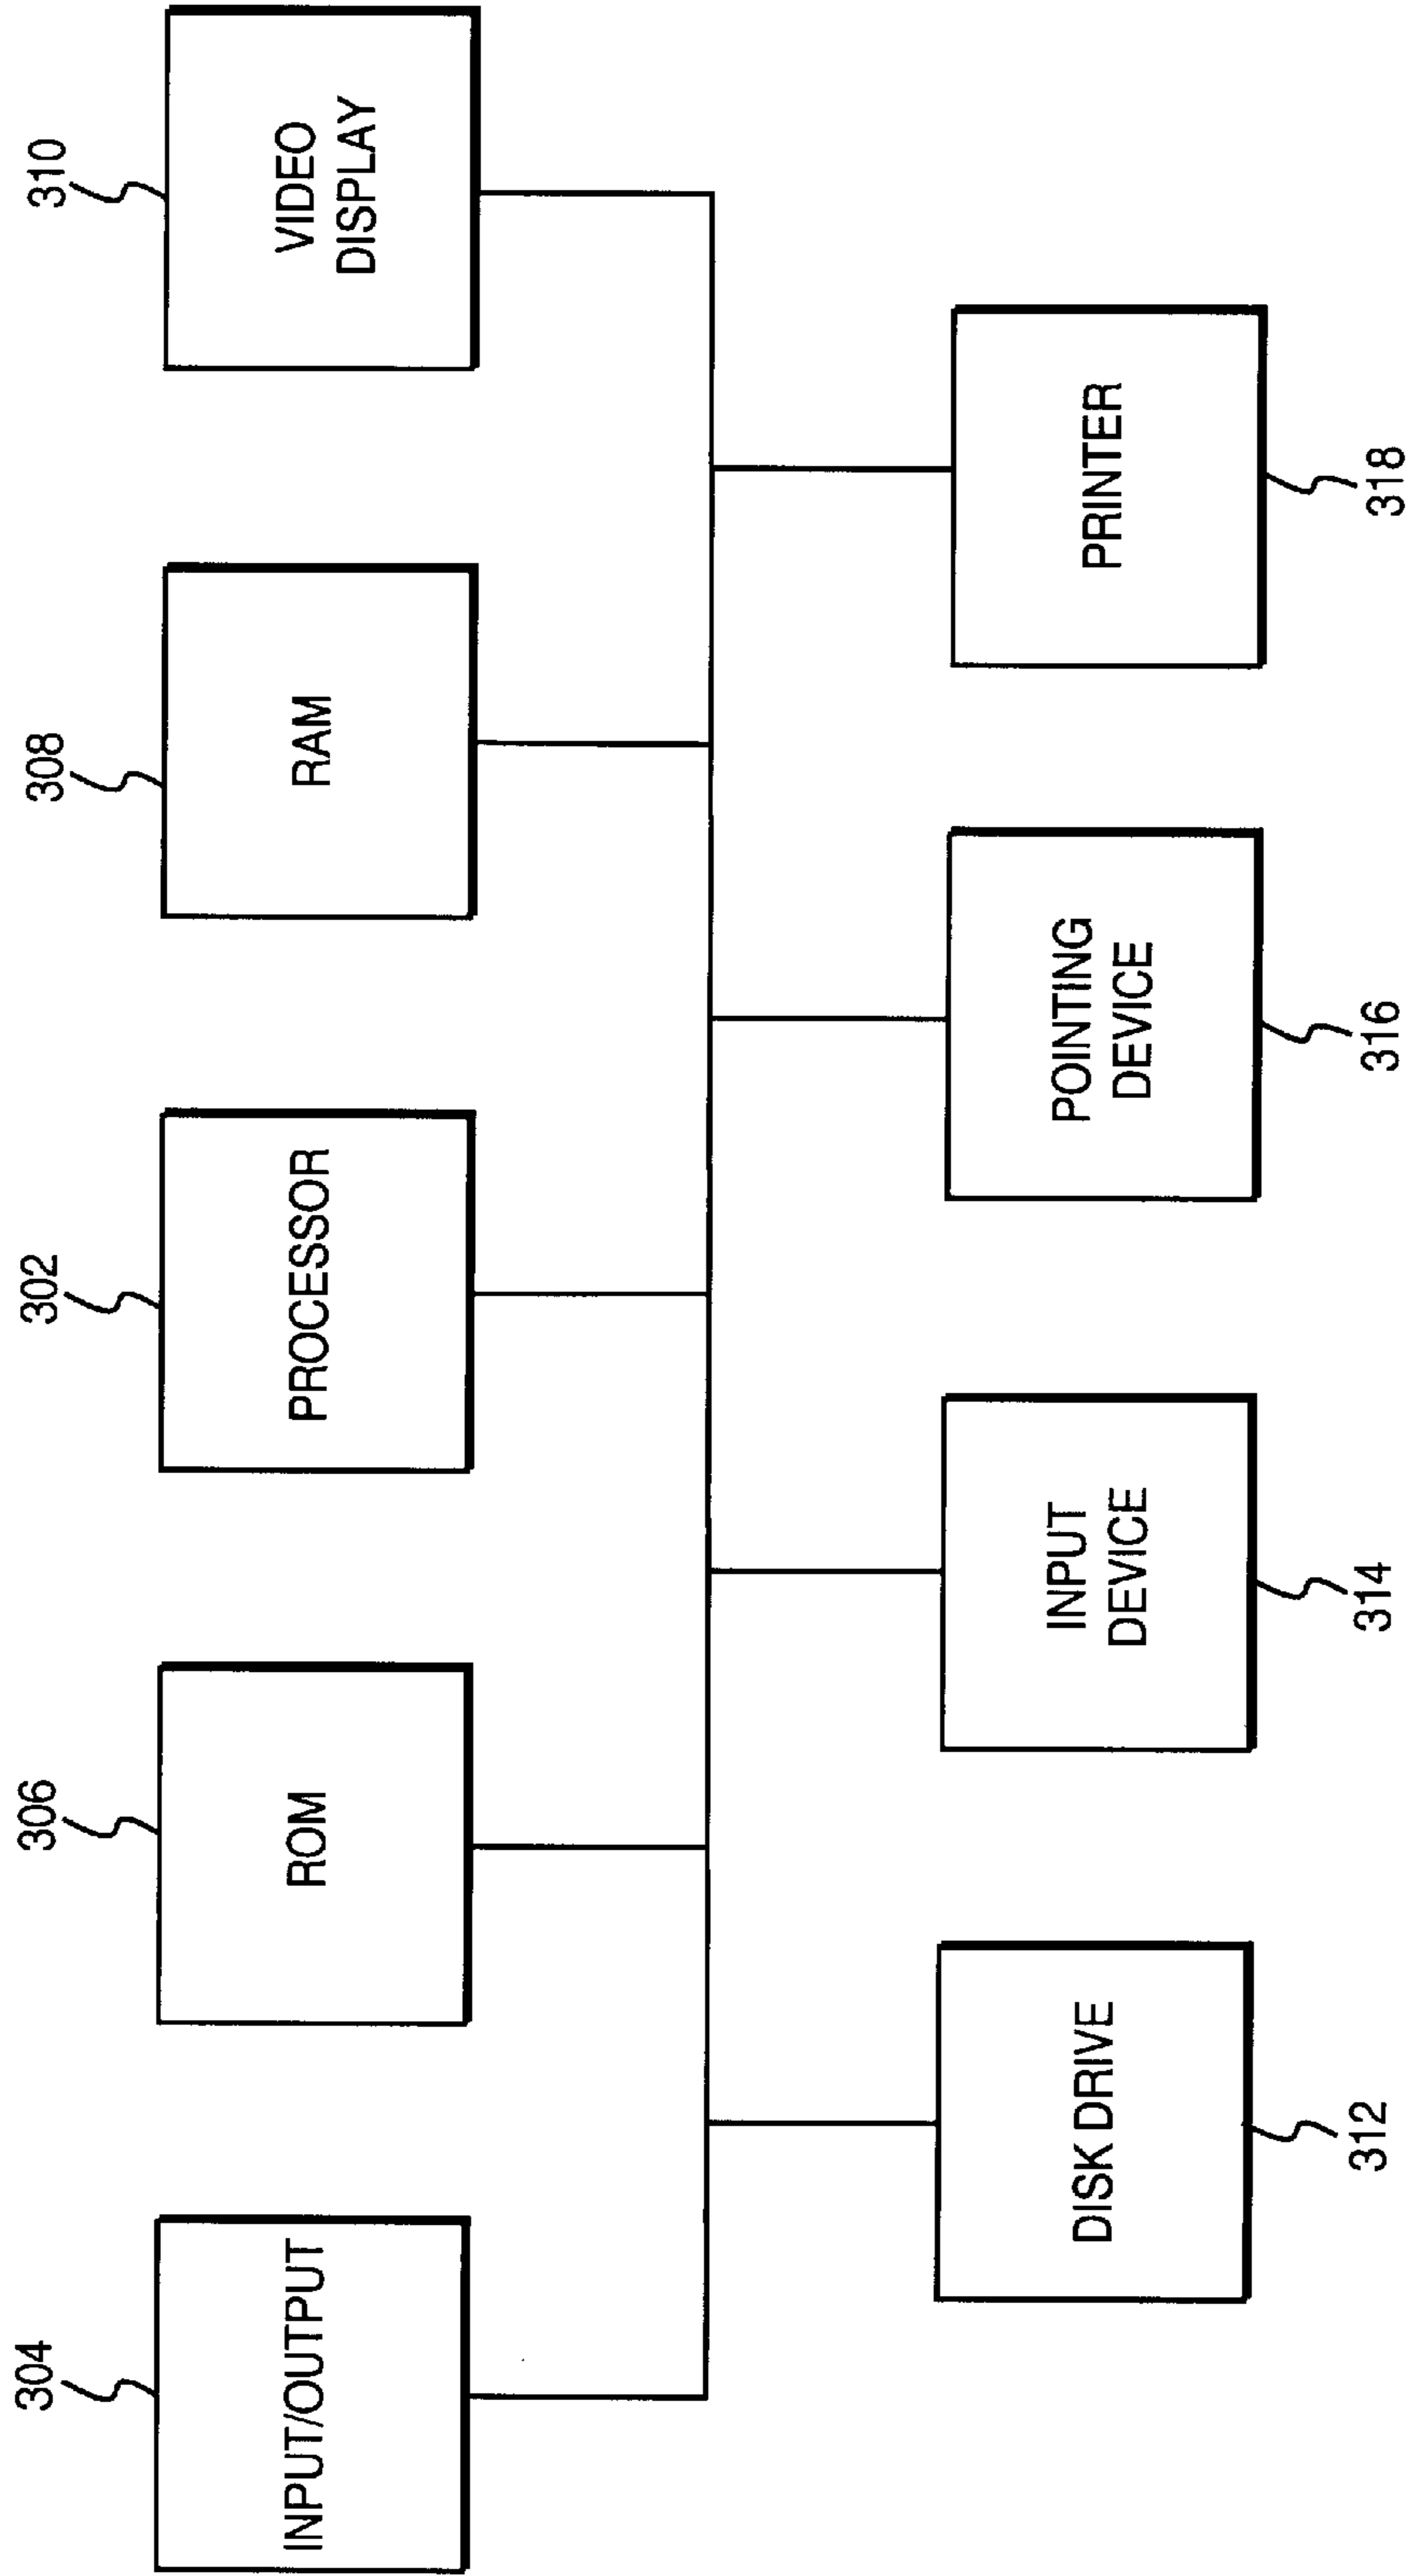 304
306
302
308
310
INPUT/OUTPUT
ROM
PROCESSOR
RAM
VIDEO
DISPLAY
DISK DRIVE
INPUT
DEVICE
POINTING
DEVICE
PRINTER
312
314
316
318